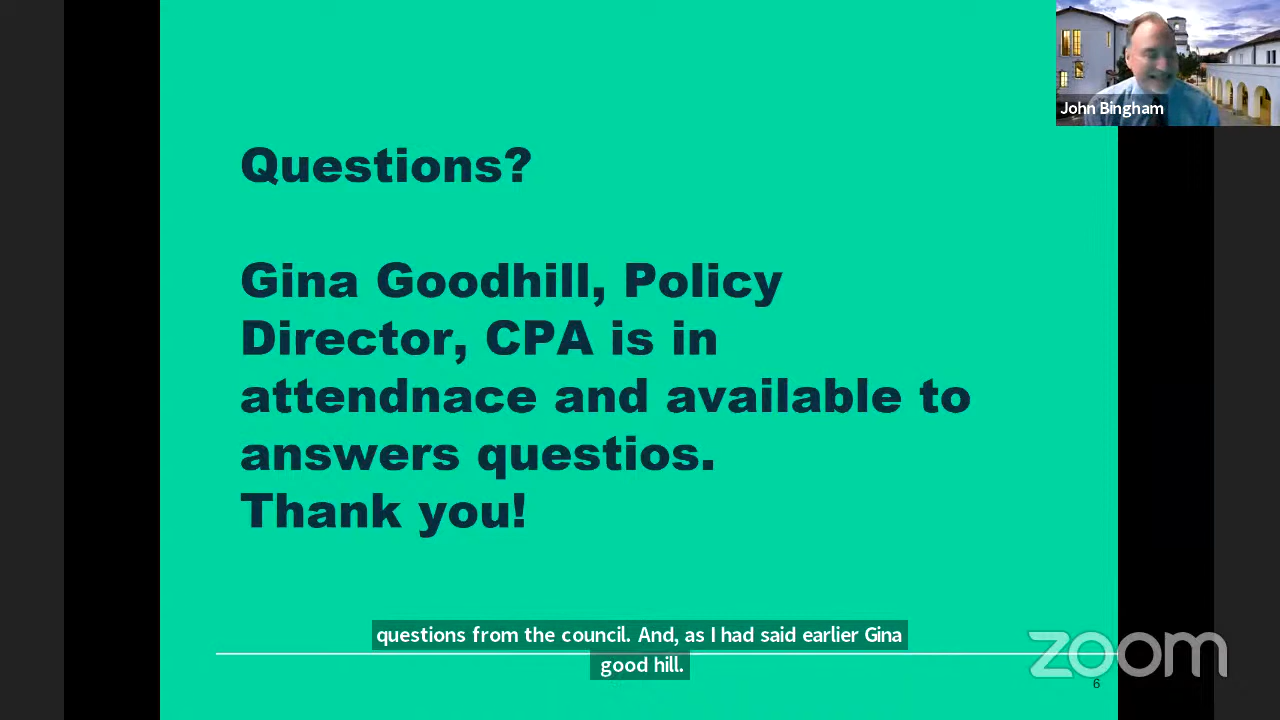 John Bingham
Questions?
Gina Goodhill, Policy
Director, CPA is in
attendnace and available to
answers questios.
Thank you!
questions from the council. And, as I had said earlier Gina
good hill.
zoom
6